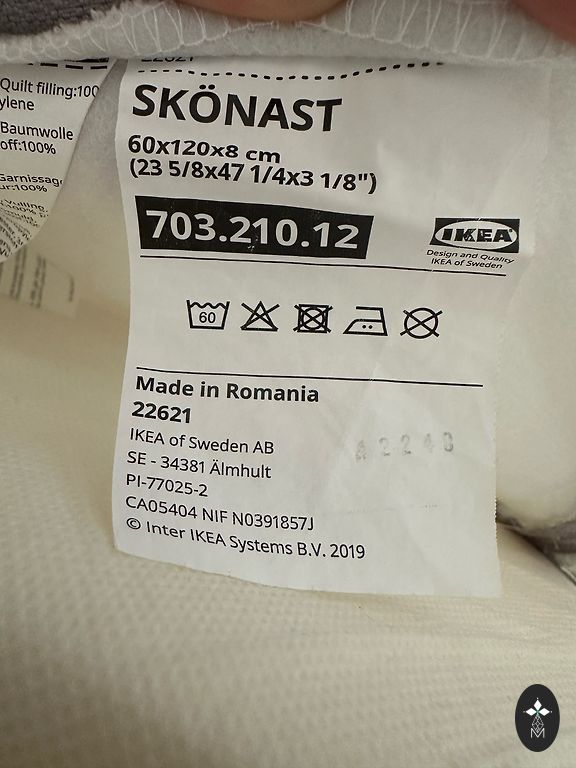 Quilt filling:100
ylene
Baumwolle
off:100%
Garnissage
ur:100%
22621
SKÖNAST
60x120x8 cm
(23 5/8x47 1/4x3 1/8")
703.210.12
IKEA
Design and Quality
IKEA of Sweden
60
Made in Romania
22621
IKEA of Sweden AB
SE - 34381 Älmhult
PI-77025-2
CA05404 NIF N0391857J
© Inter IKEA Systems B.V. 2019
M